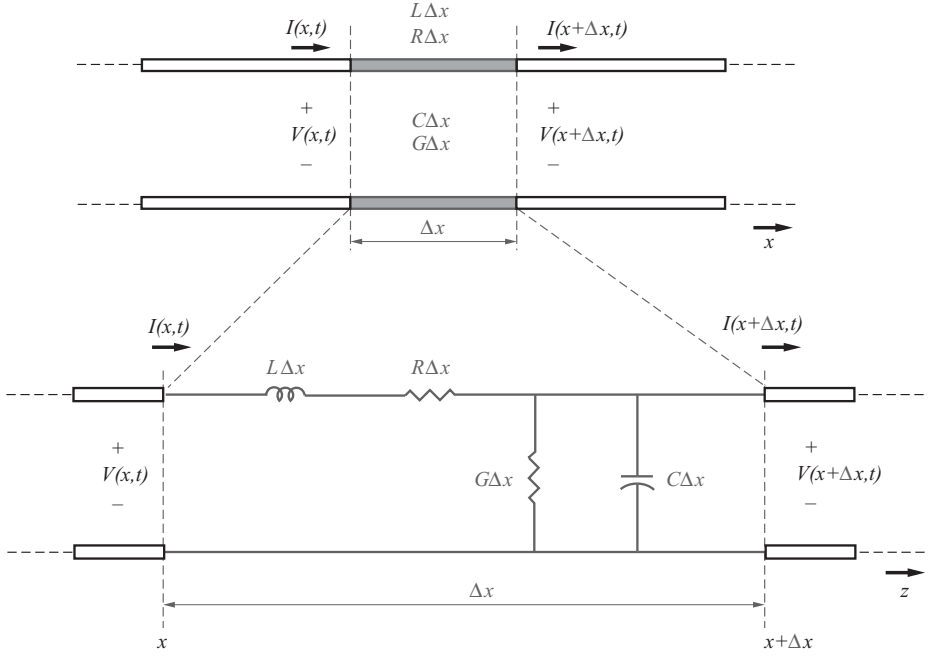 LΔx
I(x,t)
RΔx
I(x+Δx,t)
+
+
V(x,t)
CΔx
V(x+Δx,t)
GΔx
–
–
Δx
x
I(x,t)
I(x+Δx,t)
LΔx
RΔx
+
+
V(x,t)
GΔx
CΔx
V(x+Δx,t)
–
–
Δx
z
x
x+Δx